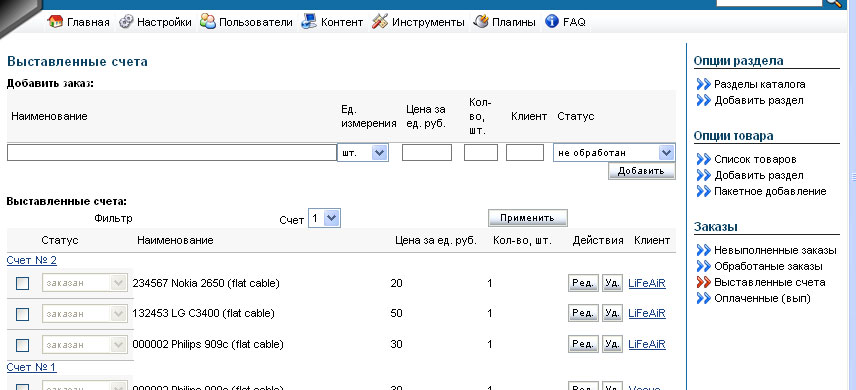 Главная Настройки Пользователи Контент Инструменты Плагины FAQ
Выставленные счета
Добавить заказ:
Наименование Ед. измерения Цена за ед. руб. Кол-во, шт. Клиент Статус
шт. не обработан
Добавить
Выставленные счета:
Фильтр Счет 1 Применить
Статус Наименование Цена за ед. руб. Кол-во, шт. Действия Клиент
Счет № 2
заказан 234567 Nokia 2650 (flat cable) 20 1 Ред. Уд. LiFeAiR
заказан 132453 LG C3400 (flat cable) 50 1 Ред. Уд. LiFeAiR
заказан 000002 Philips 909c (flat cable) 30 1 Ред. Уд. LiFeAiR
Счет № 1
000002 Philips 909c (flat cable) 30 1
Опции раздела
Разделы каталога
Добавить раздел
Опции товара
Список товаров
Добавить раздел
Пакетное добавление
Заказы
Невыполненные заказы
Обработаные заказы
Выставленные счета
Оплаченные (вып)